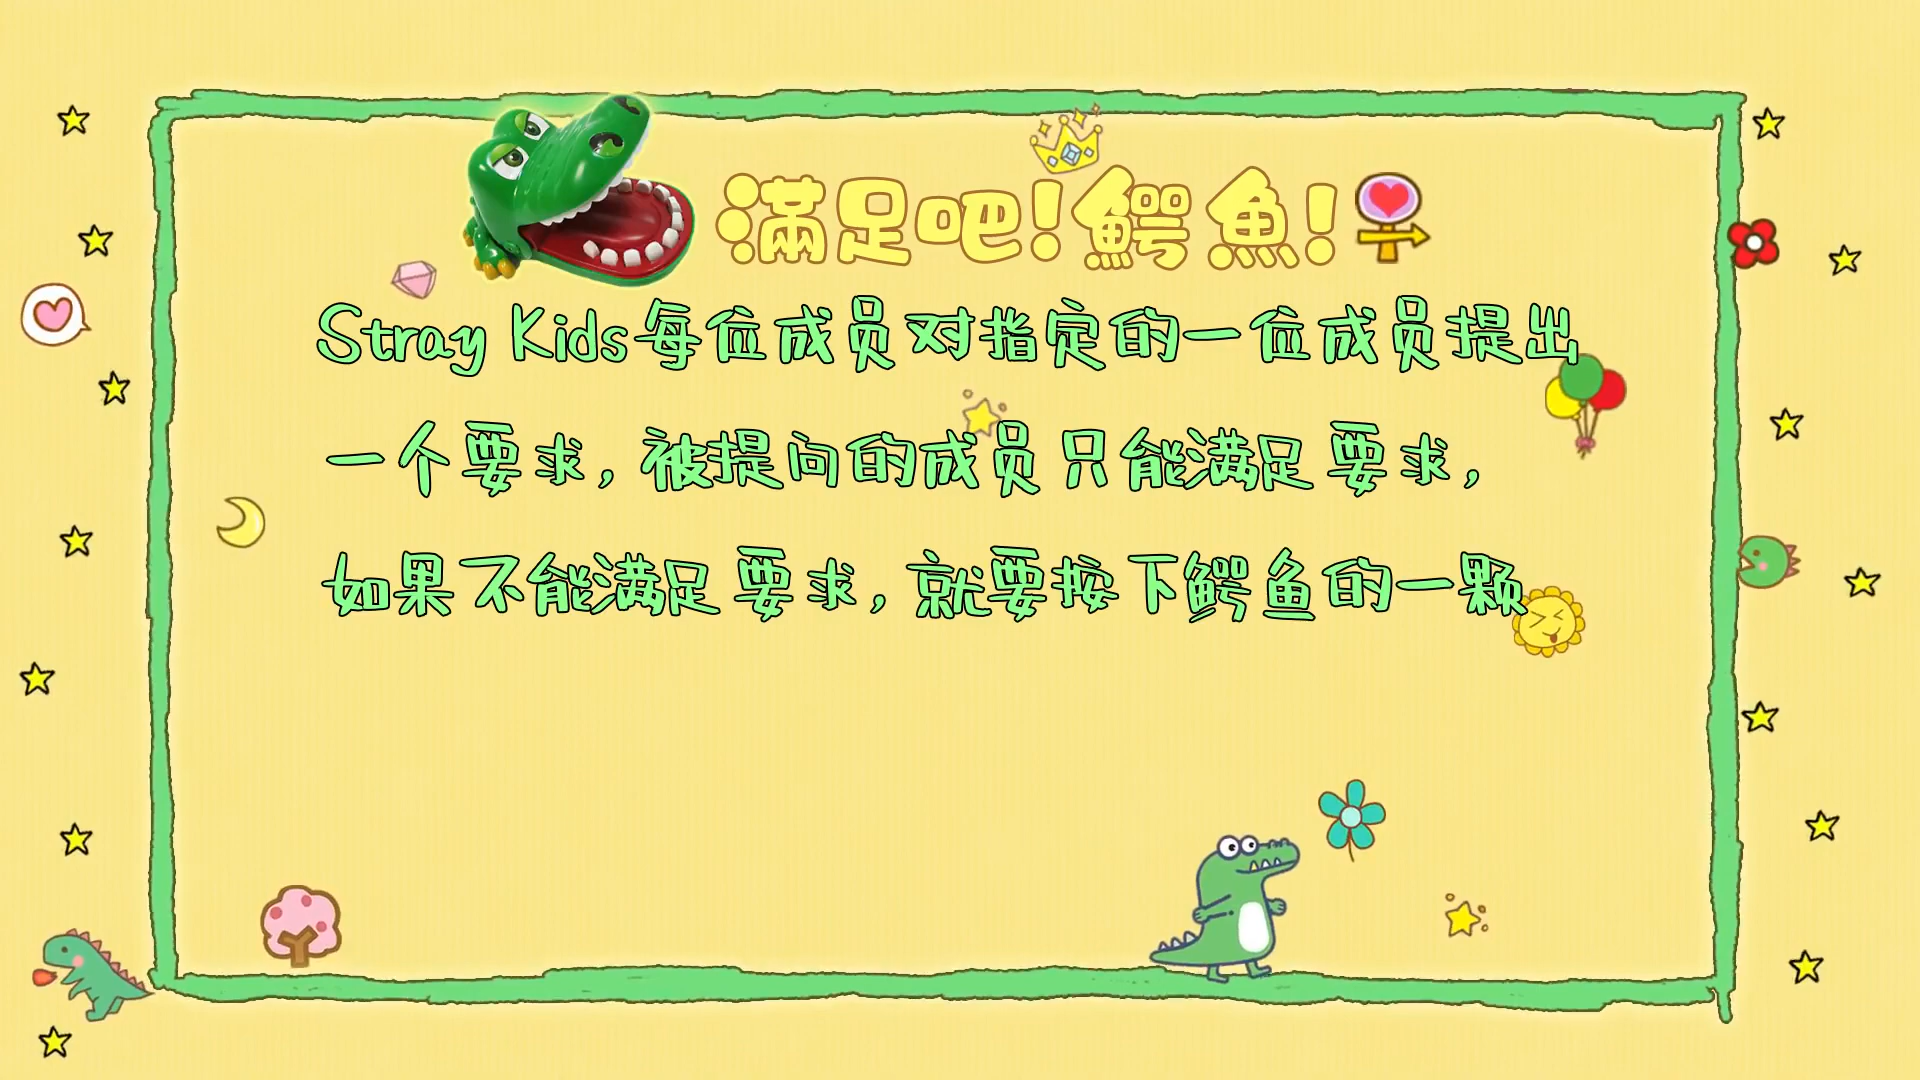 滿足吧!鰐魚!
Stray Kids每位成员对指定的一位成员提出
一个要求,被提问的成员只能满足要求,
如果不能满足要求,就要按下鳄鱼的一颗